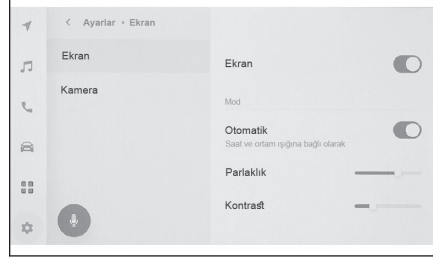 < Ayarlar • Ekran
Ekran
Kamera
Ekran
Mod
Otomatik
Saat ve ortam ışığına bağlı olarak
Parlaklık
Kontrast